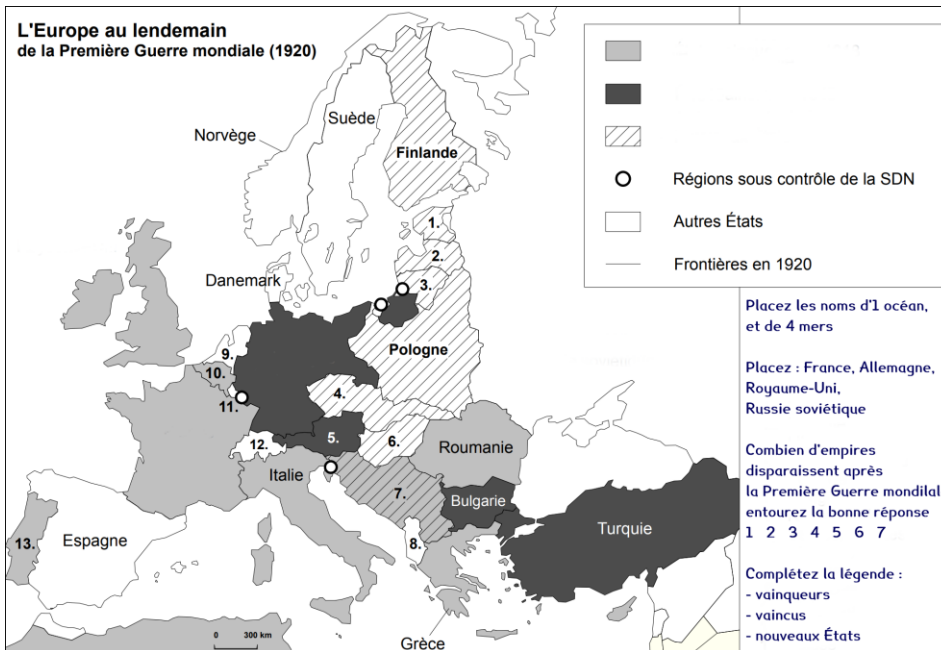 L'Europe au lendemain
de la Première Guerre mondiale (1920)
Norvège
Suède
Finlande
1.
2.
3.
Danemark
9.
10.
11.
Pologne
4.
5.
6.
12.
Italie
Roumanie
7.
Bulgarie
8.
Turquie
13.
Espagne
Grèce
0 300 km
Régions sous contrôle de la SDN
Autres États
Frontières en 1920
Placez les noms d'1 océan,
et de 4 mers
Placez : France, Allemagne,
Royaume-Uni,
Russie soviétique
Combien d'empires
disparaissent après
la Première Guerre mondilal
entourez la bonne réponse
1 2 3 4 5 6 7
Complétez la légende :
- vainqueurs
- vaincus
- nouveaux États